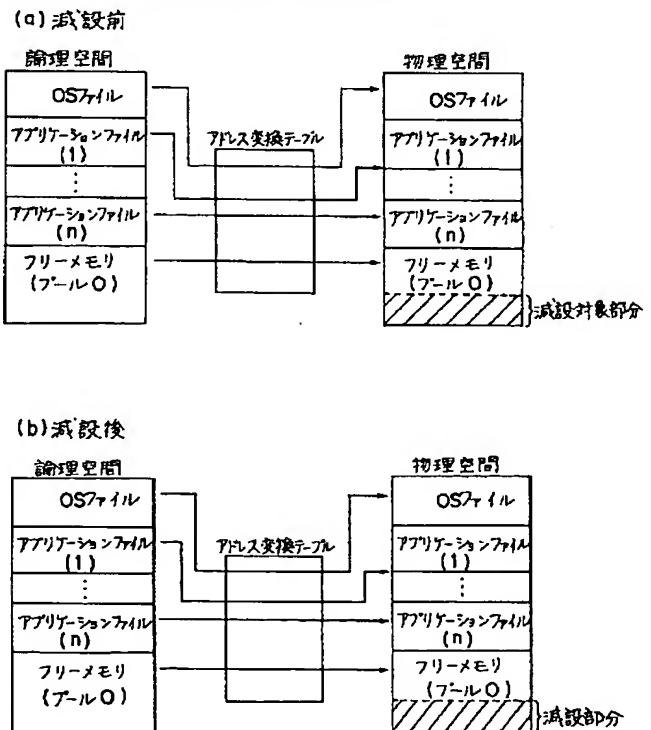 (a) 減設前
論理空間
物理空間
OSファイル
アプリケーションファイル
(1)
⋮
アプリケーションファイル
(n)
フリーメモリ
(プール0)
アドレス変換テーブル
OSファイル
アプリケーションファイル
(1)
⋮
アプリケーションファイル
(n)
フリーメモリ
(プール0)
減設対象部分
(b) 減設後
論理空間
物理空間
OSファイル
アプリケーションファイル
(1)
⋮
アプリケーションファイル
(n)
フリーメモリ
(プール0)
アドレス変換テーブル
OSファイル
アプリケーションファイル
(1)
⋮
アプリケーションファイル
(n)
フリーメモリ
(プール0)
減設部分